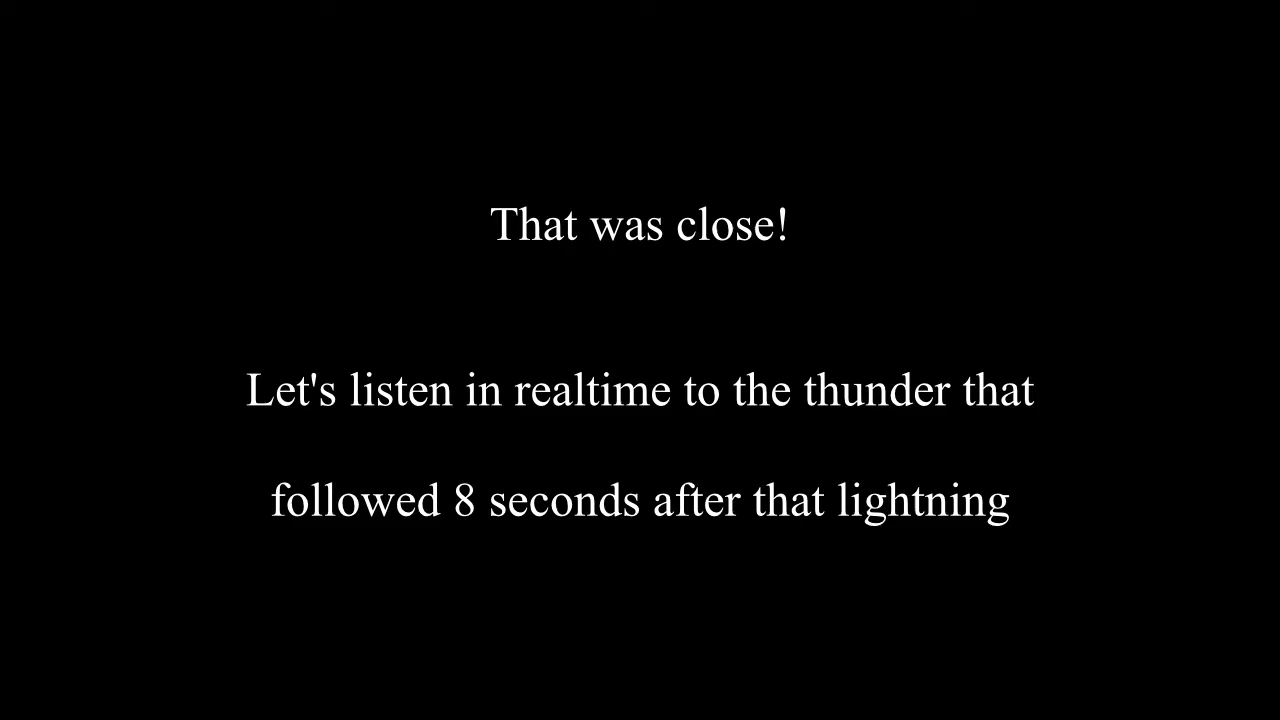 That was close!
Let's listen in realtime to the thunder that
followed 8 seconds after that lightning